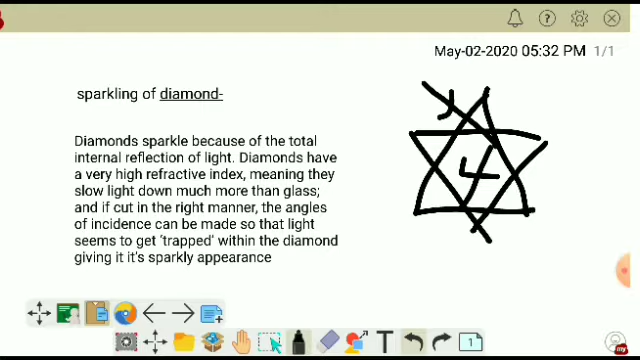 May-02-2020 05:32 PM 1/1
sparkling of diamond-
Diamonds sparkle because of the total
internal reflection of light. Diamonds have
a very high refractive index, meaning they
slow light down much more than glass;
and if cut in the right manner, the angles
of incidence can be made so that light
seems to get 'trapped' within the diamond
giving it it's sparkly appearance
1
my